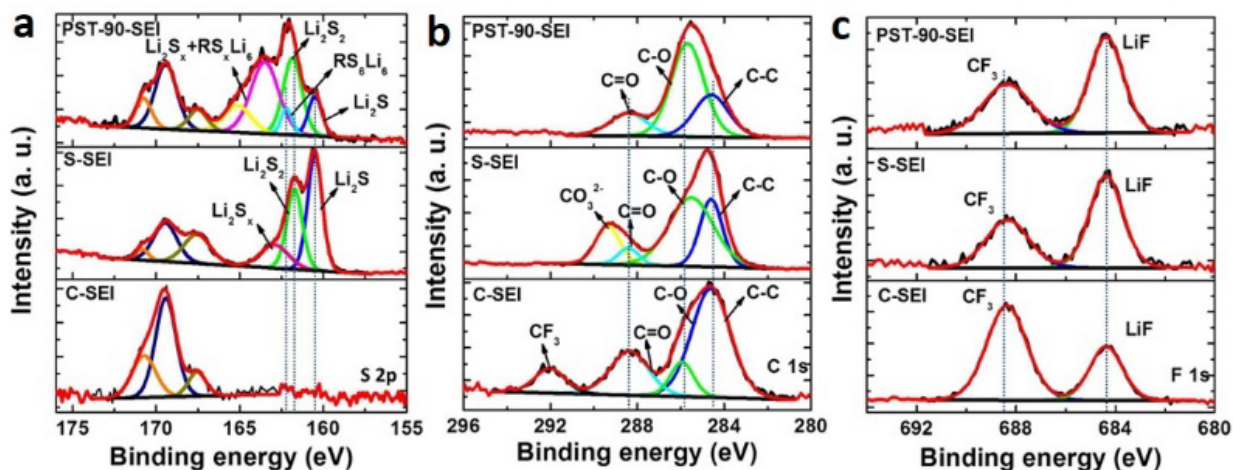 a
PST-90-SEI
Li₂Sₓ+RSₓLi₆
Li₂S₂
RS₆Li₆
Li₂S
S-SEI
Li₂S₂
Li₂S
Li₂Sₓ
C-SEI
S 2p
175 170 165 160 155
Binding energy (eV)
Intensity (a. u.)
b
PST-90-SEI
C-O
C=O
C-C
S-SEI
C-O
CO₃²⁻
C=O
C-C
C-SEI
C-O
C-C
CF₃
C=O
C 1s
296 292 288 284 280
Binding energy (eV)
Intensity (a. u.)
c
PST-90-SEI
LiF
CF₃
S-SEI
LiF
CF₃
C-SEI
CF₃
LiF
F 1s
692 688 684 680
Binding energy (eV)
Intensity (a. u.)